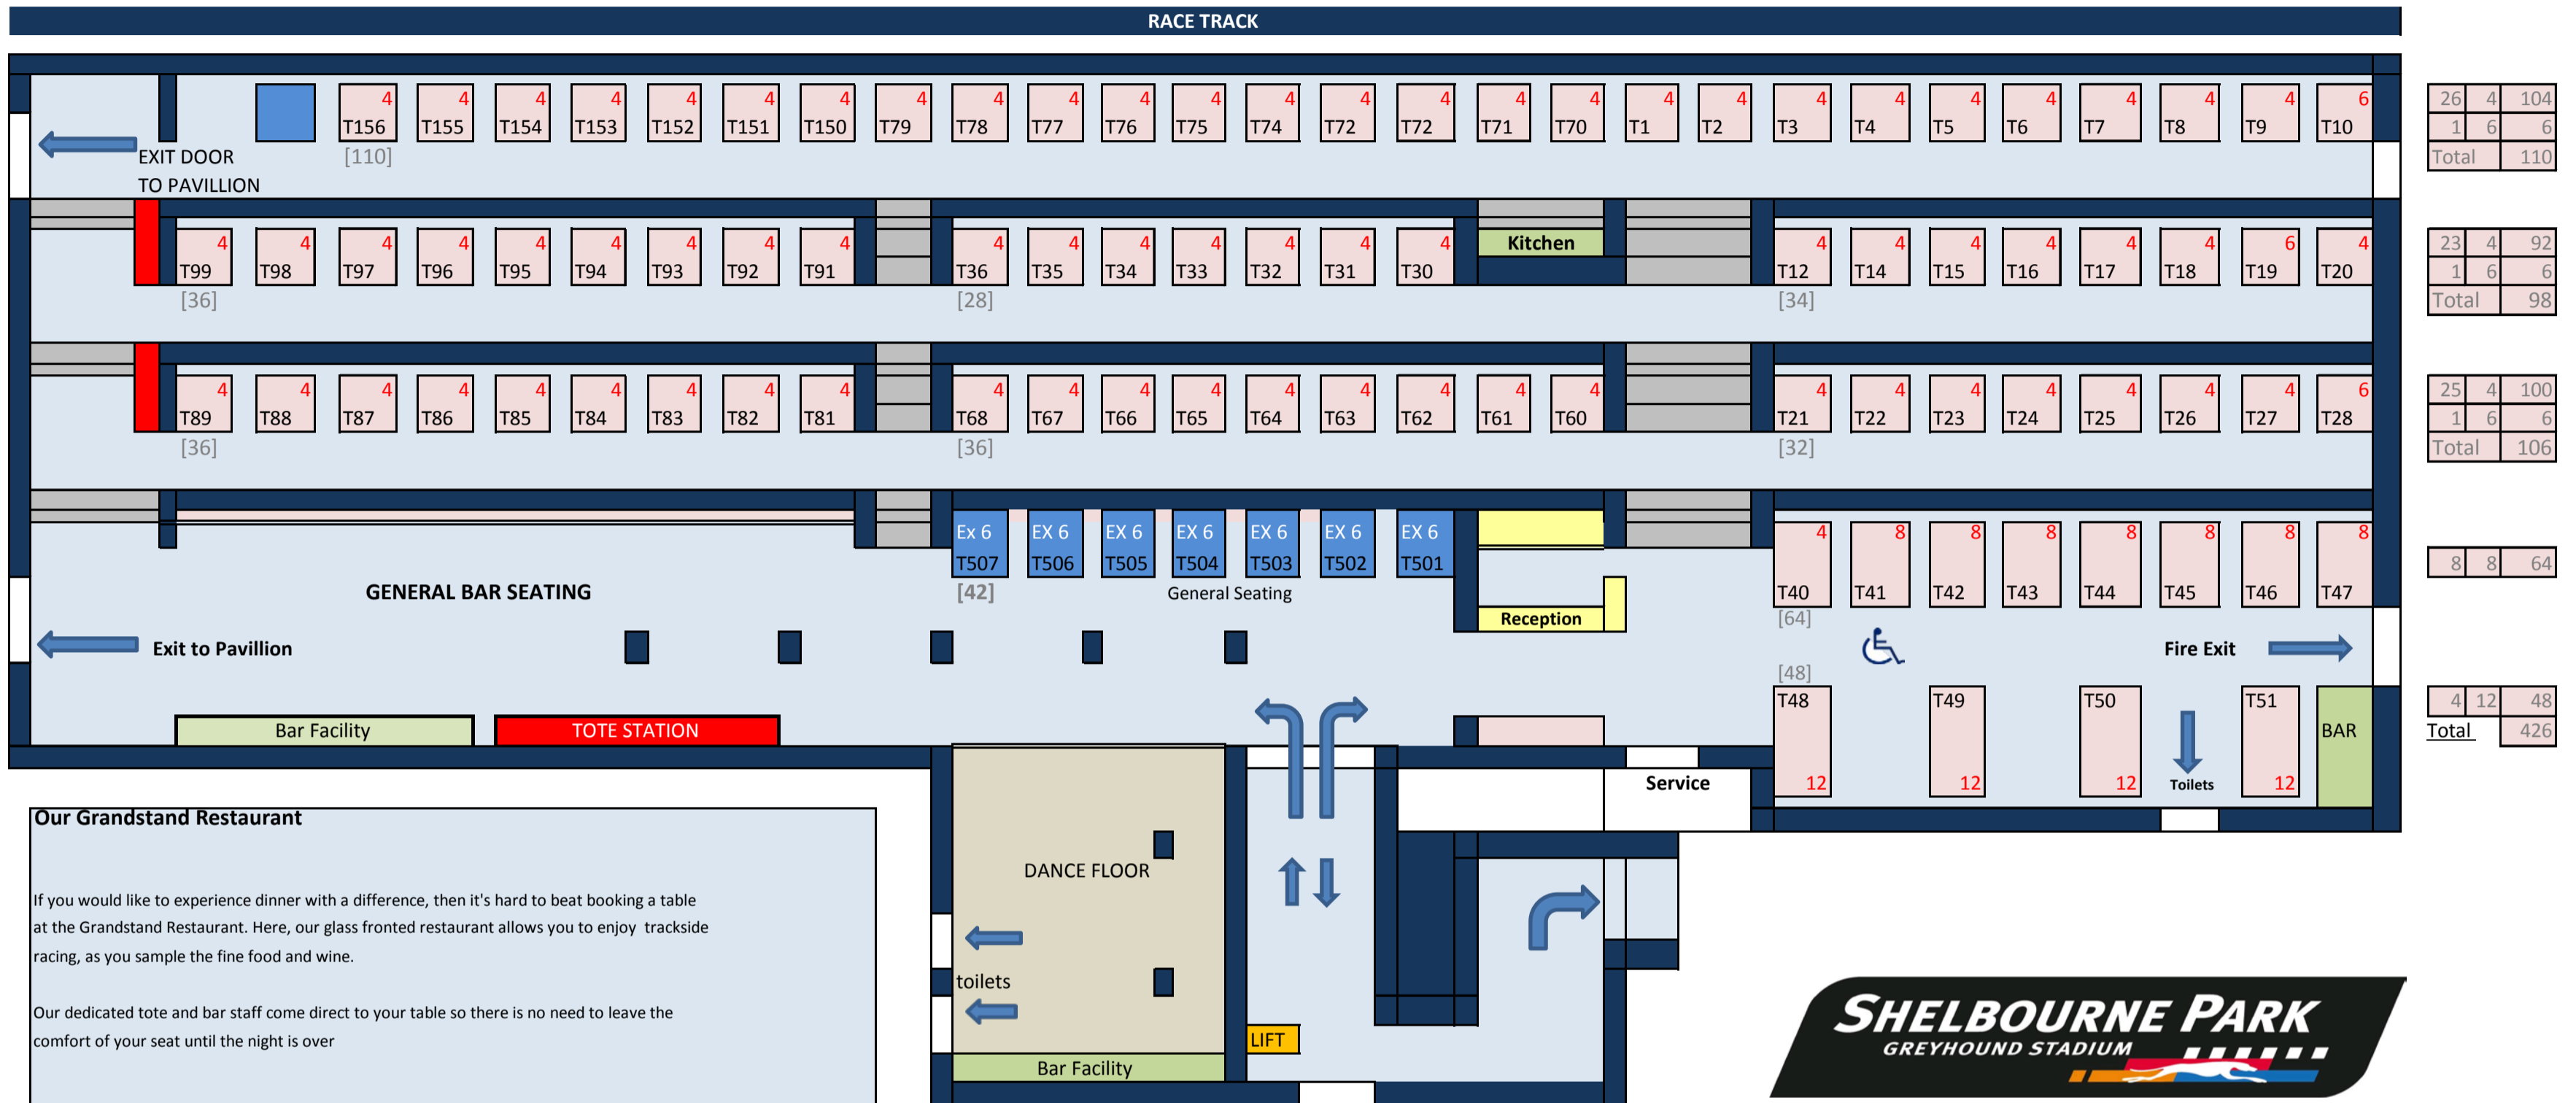 RACE TRACK
4 4 4 4 4 4 4 4 4 4 4 4 4 4 4 4 4 4 4 4 4 4 4 4 4 4 6 26 4 104
T156 T155 T154 T153 T152 T151 T150 T79 T78 T77 T76 T75 T74 T72 T72 T71 T70 T1 T2 T3 T4 T5 T6 T7 T8 T9 T10 1 6 6
EXIT DOOR [110] Total 110
TO PAVILLION
4 4 4 4 4 4 4 4 4 4 4 4 4 4 4 4 Kitchen 4 4 4 4 4 4 6 4 23 4 92
T99 T98 T97 T96 T95 T94 T93 T92 T91 T36 T35 T34 T33 T32 T31 T30 T12 T14 T15 T16 T17 T18 T19 T20 1 6 6
[36] [28] [34] Total 98
4 4 4 4 4 4 4 4 4 4 4 4 4 4 4 4 4 4 4 4 4 4 4 4 4 6 25 4 100
T89 T88 T87 T86 T85 T84 T83 T82 T81 T68 T67 T66 T65 T64 T63 T62 T61 T60 T21 T22 T23 T24 T25 T26 T27 T28 1 6 6
[36] [36] [32] Total 106
Ex 6 EX 6 EX 6 EX 6 EX 6 EX 6 EX 6 4 8 8 8 8 8 8 8
T507 T506 T505 T504 T503 T502 T501 8 8 64
GENERAL BAR SEATING [42] General Seating T40 T41 T42 T43 T44 T45 T46 T47
Reception [64]
Exit to Pavillion Fire Exit
[48]
T48 T49 T50 T51 4 12 48
Bar Facility TOTE STATION BAR Total 426
Service 12 12 12 Toilets 12
Our Grandstand Restaurant
DANCE FLOOR
If you would like to experience dinner with a difference, then it's hard to beat booking a table
at the Grandstand Restaurant. Here, our glass fronted restaurant allows you to enjoy trackside
racing, as you sample the fine food and wine.
toilets
Our dedicated tote and bar staff come direct to your table so there is no need to leave the
comfort of your seat until the night is over
LIFT
Bar Facility
SHELBOURNE PARK
GREYHOUND STADIUM